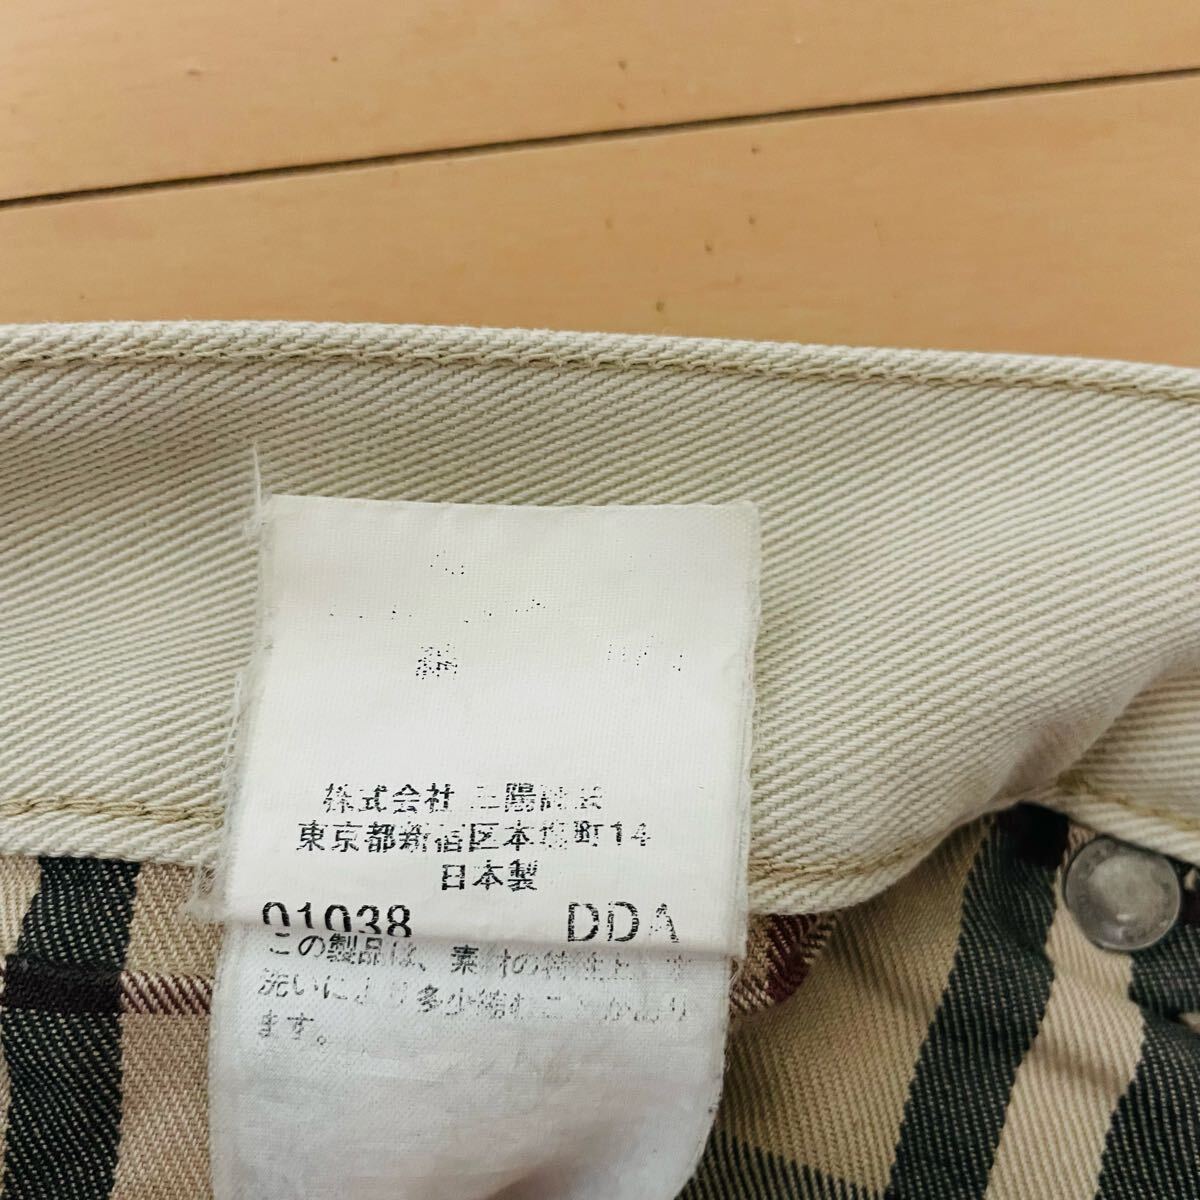 綿
株式会社 三陽商会
東京都新宿区本塩町14
日本製
01038 DDA
この製品は、素材の特性上、水
洗いにより多少縮むことがあり
ます。